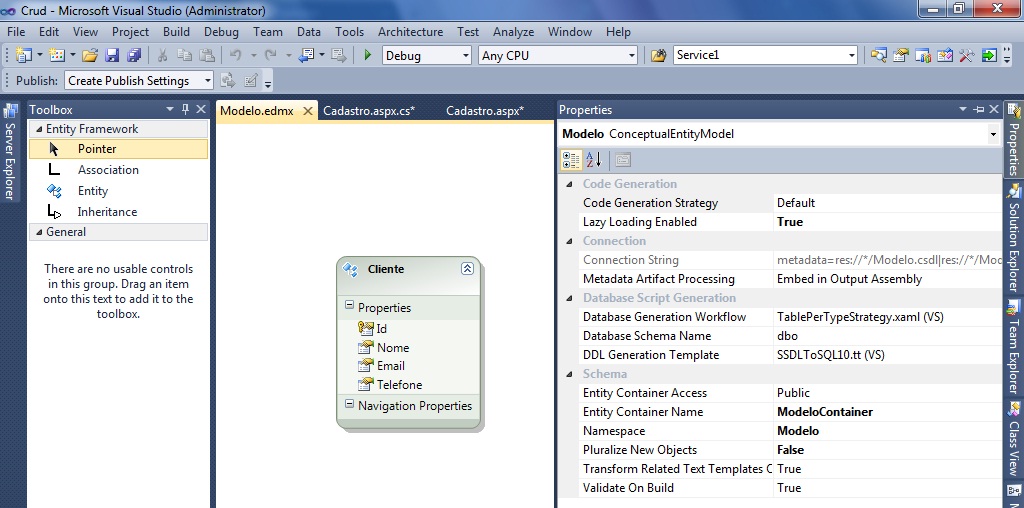 Crud - Microsoft Visual Studio (Administrator)
File Edit View Project Build Debug Team Data Tools Architecture Test Analyze Window Help
Debug Any CPU Service1
Publish: Create Publish Settings
Server Explorer
Toolbox
Entity Framework
Pointer
Association
Entity
Inheritance
General
There are no usable controls
in this group. Drag an item
onto this text to add it to the
toolbox.
Modelo.edmx Cadastro.aspx.cs* Cadastro.aspx*
Cliente
Properties
Id
Nome
Email
Telefone
Navigation Properties
Properties
Modelo ConceptualEntityModel
Code Generation
Code Generation Strategy Default
Lazy Loading Enabled True
Connection
Connection String metadata=res://*/Modelo.csdl|res://*/Mod
Metadata Artifact Processing Embed in Output Assembly
Database Script Generation
Database Generation Workflow TablePerTypeStrategy.xaml (VS)
Database Schema Name dbo
DDL Generation Template SSDLToSQL10.tt (VS)
Schema
Entity Container Access Public
Entity Container Name ModeloContainer
Namespace Modelo
Pluralize New Objects False
Transform Related Text Templates O True
Validate On Build True
Properties
Solution Explorer
Team Explorer
Class View